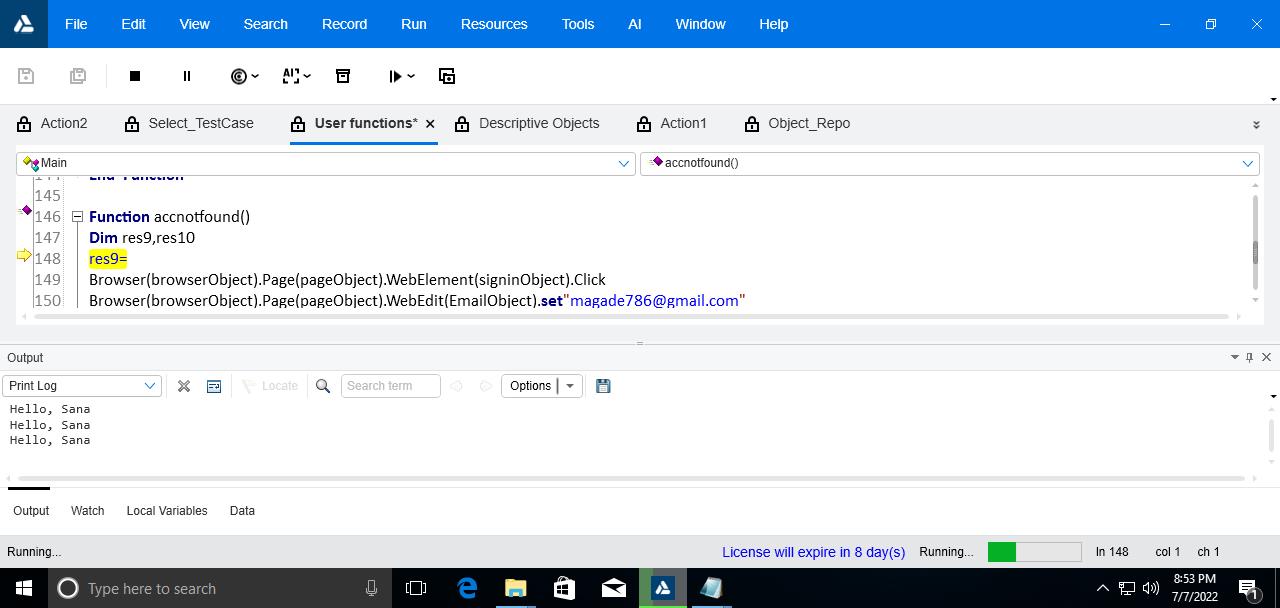 File Edit View Search Record Run Resources Tools AI Window Help
Action2 Select_TestCase User functions* Descriptive Objects Action1 Object_Repo
Main accnotfound()
144 End Function
145
146 Function accnotfound()
147 Dim res9,res10
148 res9=
149 Browser(browserObject).Page(pageObject).WebElement(signinObject).Click
150 Browser(browserObject).Page(pageObject).WebEdit(EmailObject).set"magade786@gmail.com"
Output
Print Log Locate Search term Options
Hello, Sana
Hello, Sana
Hello, Sana
Output Watch Local Variables Data
Running... License will expire in 8 day(s) Running... ln 148 col 1 ch 1
Type here to search 8:53 PM
7/7/2022 1